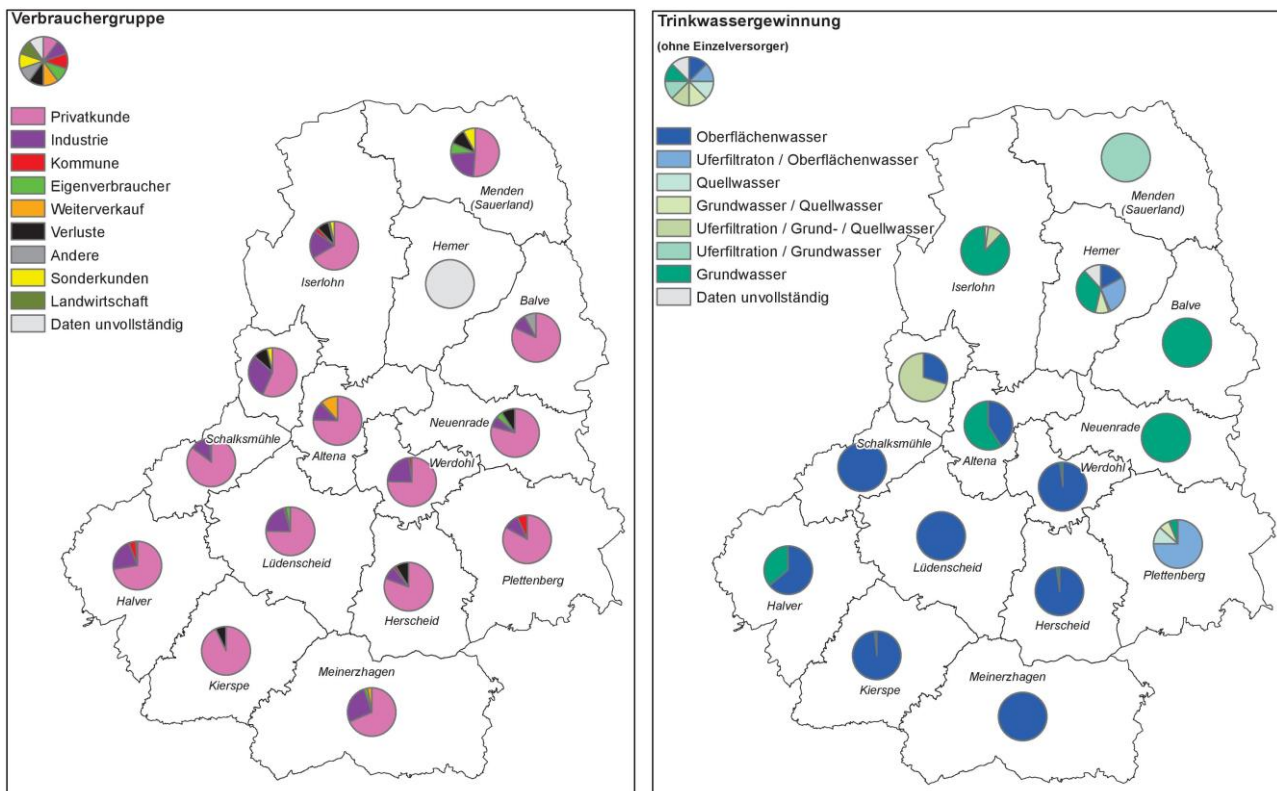 Verbrauchergruppe
Privatkunde
Industrie
Kommune
Eigenverbraucher
Weiterverkauf
Verluste
Andere
Sonderkunden
Landwirtschaft
Daten unvollständig
Menden
(Sauerland)
Hemer
Iserlohn
Balve
Neuenrade
Schalksmühle
Altena
Werdohl
Lüdenscheid
Plettenberg
Halver
Herscheid
Kierspe
Meinerzhagen
Trinkwassergewinnung
(ohne Einzelversorger)
Oberflächenwasser
Uferfiltraton / Oberflächenwasser
Quellwasser
Grundwasser / Quellwasser
Uferfiltration / Grund- / Quellwasser
Uferfiltration / Grundwasser
Grundwasser
Daten unvollständig
Menden
(Sauerland)
Hemer
Iserlohn
Balve
Neuenrade
Schalksmühle
Altena
Werdohl
Lüdenscheid
Plettenberg
Halver
Herscheid
Kierspe
Meinerzhagen